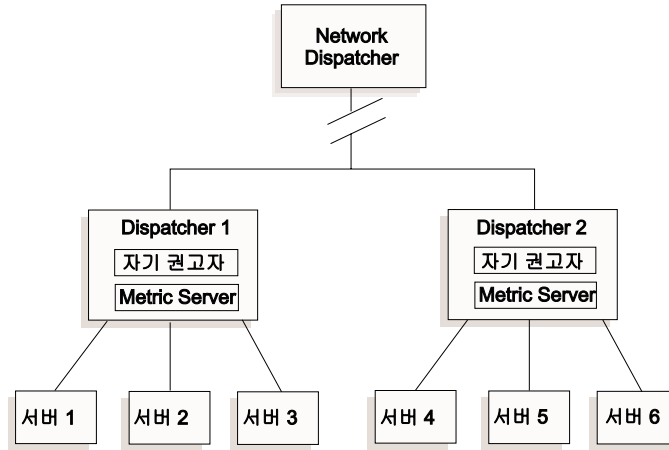 Network
Dispatcher
Dispatcher 1
자기 권고자
Metric Server
Dispatcher 2
자기 권고자
Metric Server
서버 1
서버 2
서버 3
서버 4
서버 5
서버 6